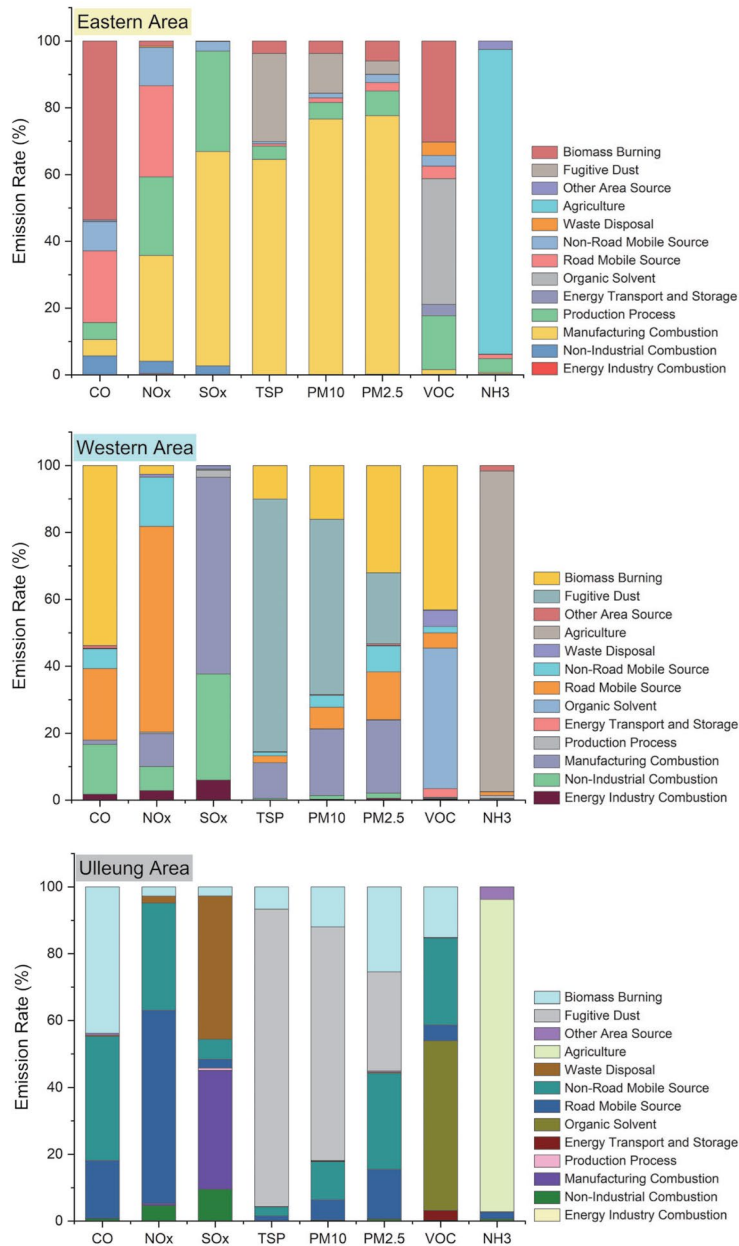 Eastern Area
100
80
60
40
20
0
Emission Rate (%)
CO NOx SOx TSP PM10 PM2.5 VOC NH3
Biomass Burning
Fugitive Dust
Other Area Source
Agriculture
Waste Disposal
Non-Road Mobile Source
Road Mobile Source
Organic Solvent
Energy Transport and Storage
Production Process
Manufacturing Combustion
Non-Industrial Combustion
Energy Industry Combustion
Western Area
100
80
60
40
20
0
Emission Rate (%)
CO NOx SOx TSP PM10 PM2.5 VOC NH3
Biomass Burning
Fugitive Dust
Other Area Source
Agriculture
Waste Disposal
Non-Road Mobile Source
Road Mobile Source
Organic Solvent
Energy Transport and Storage
Production Process
Manufacturing Combustion
Non-Industrial Combustion
Energy Industry Combustion
Ulleung Area
100
80
60
40
20
0
Emission Rate (%)
CO NOx SOx TSP PM10 PM2.5 VOC NH3
Biomass Burning
Fugitive Dust
Other Area Source
Agriculture
Waste Disposal
Non-Road Mobile Source
Road Mobile Source
Organic Solvent
Energy Transport and Storage
Production Process
Manufacturing Combustion
Non-Industrial Combustion
Energy Industry Combustion